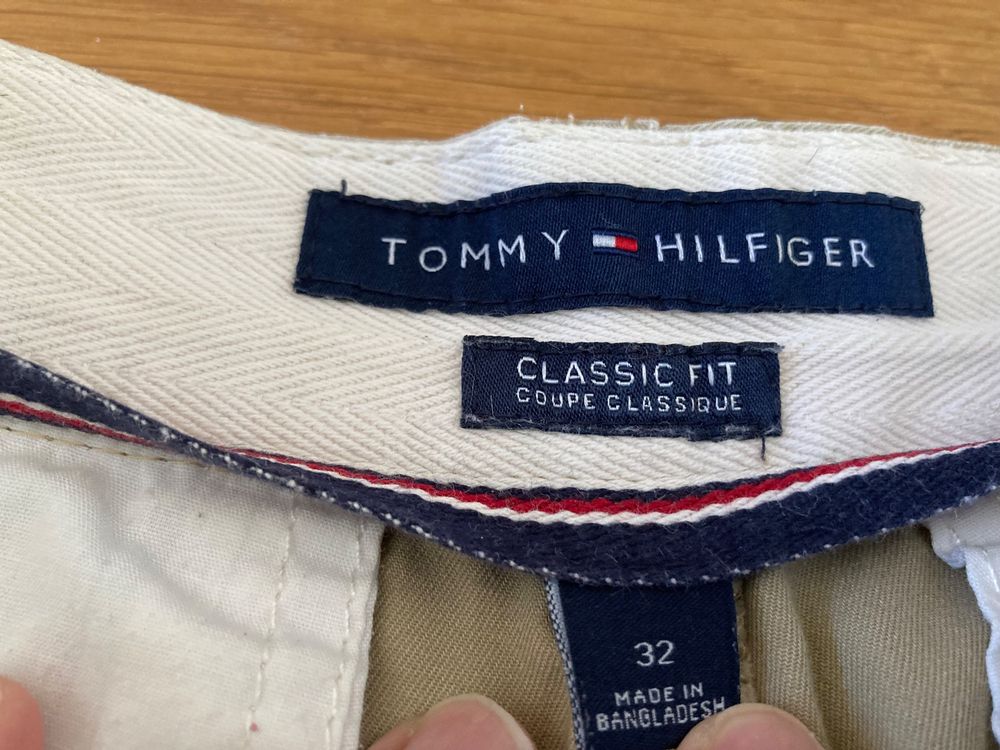 TOMMY HILFIGER
CLASSIC FIT
COUPE CLASSIQUE
32
MADE IN
BANGLADESH